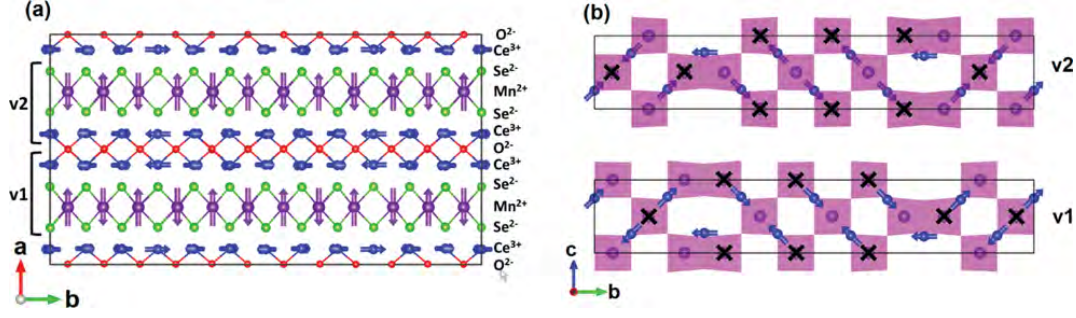 (a)
O²⁻
Ce³⁺
Se²⁻
Mn²⁺
Se²⁻
Ce³⁺
O²⁻
Ce³⁺
Se²⁻
Mn²⁺
Se²⁻
Ce³⁺
O²⁻
v2
v1
a
b
(b)
v2
v1
c
b